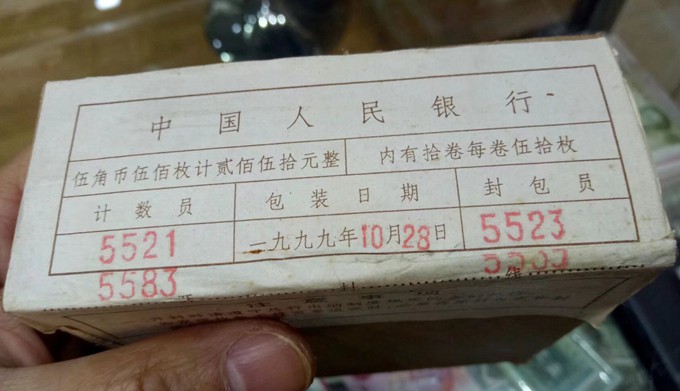 中国人民银行
伍角币伍佰枚计贰佰伍拾元整 内有拾卷每卷伍拾枚
计数员 包装日期 封包员
5521 一九九九年10月28日 5523
5583